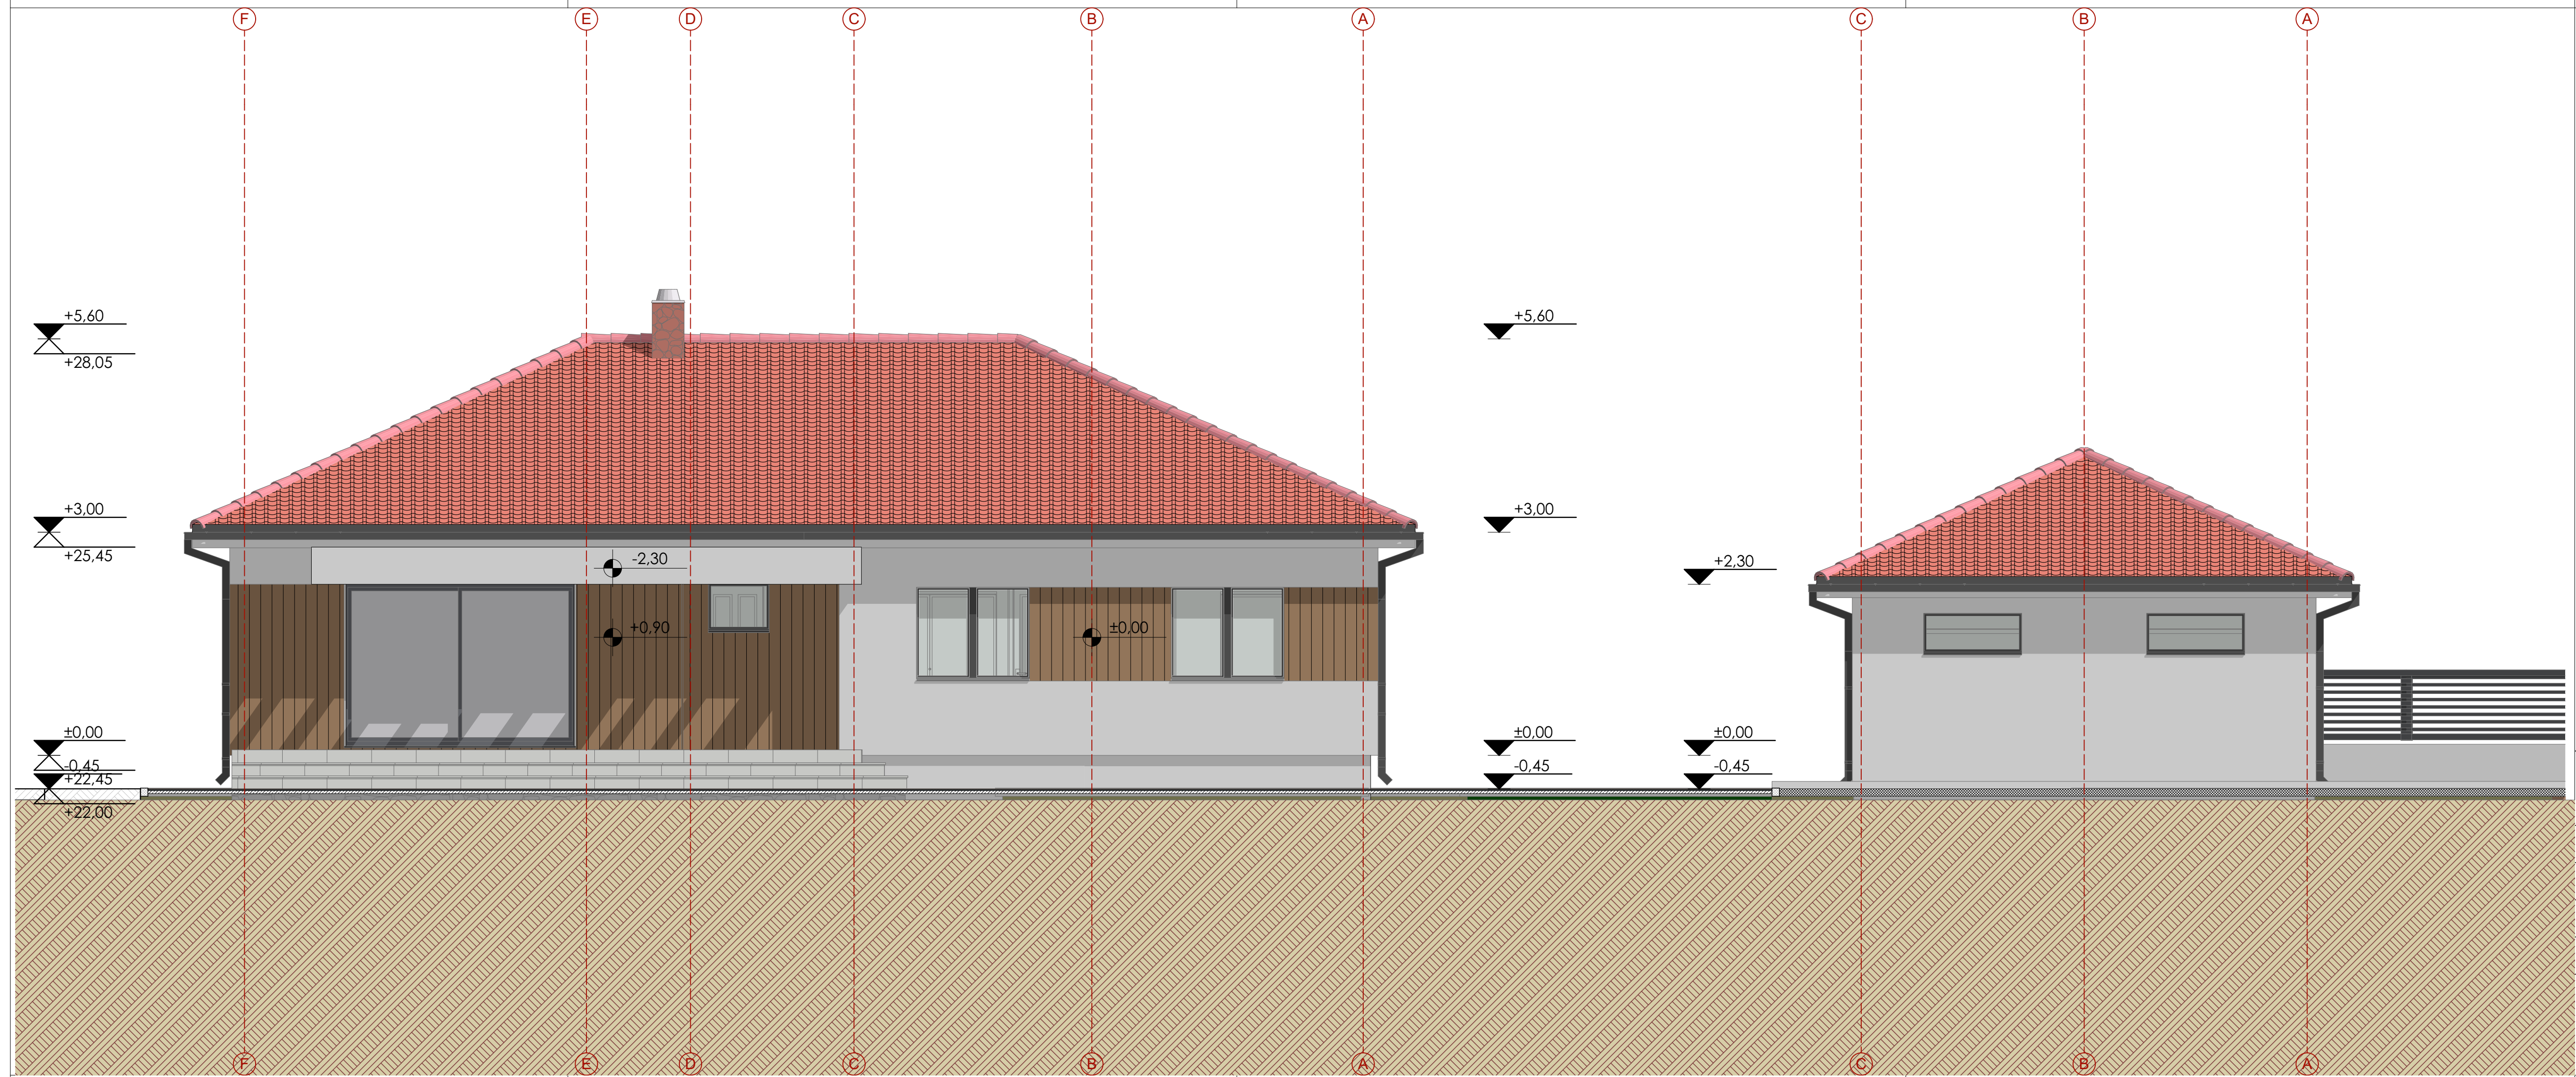 F E D C B A C B A
+5,60 +5,60
+28,05
+3,00 +3,00
+25,45
-2,30 +2,30
+0,90 ±0,00
±0,00 ±0,00 ±0,00
-0,45 -0,45 -0,45
+22,45
+22,00
F E D C B A C B A